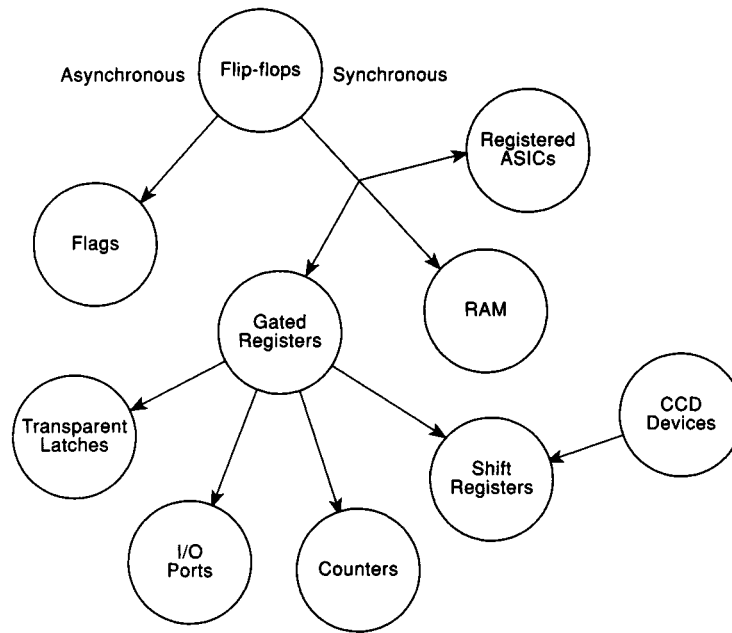 Asynchronous
Flip-flops
Synchronous
Registered
ASICs
Flags
RAM
Gated
Registers
Transparent
Latches
CCD
Devices
Shift
Registers
I/O
Ports
Counters